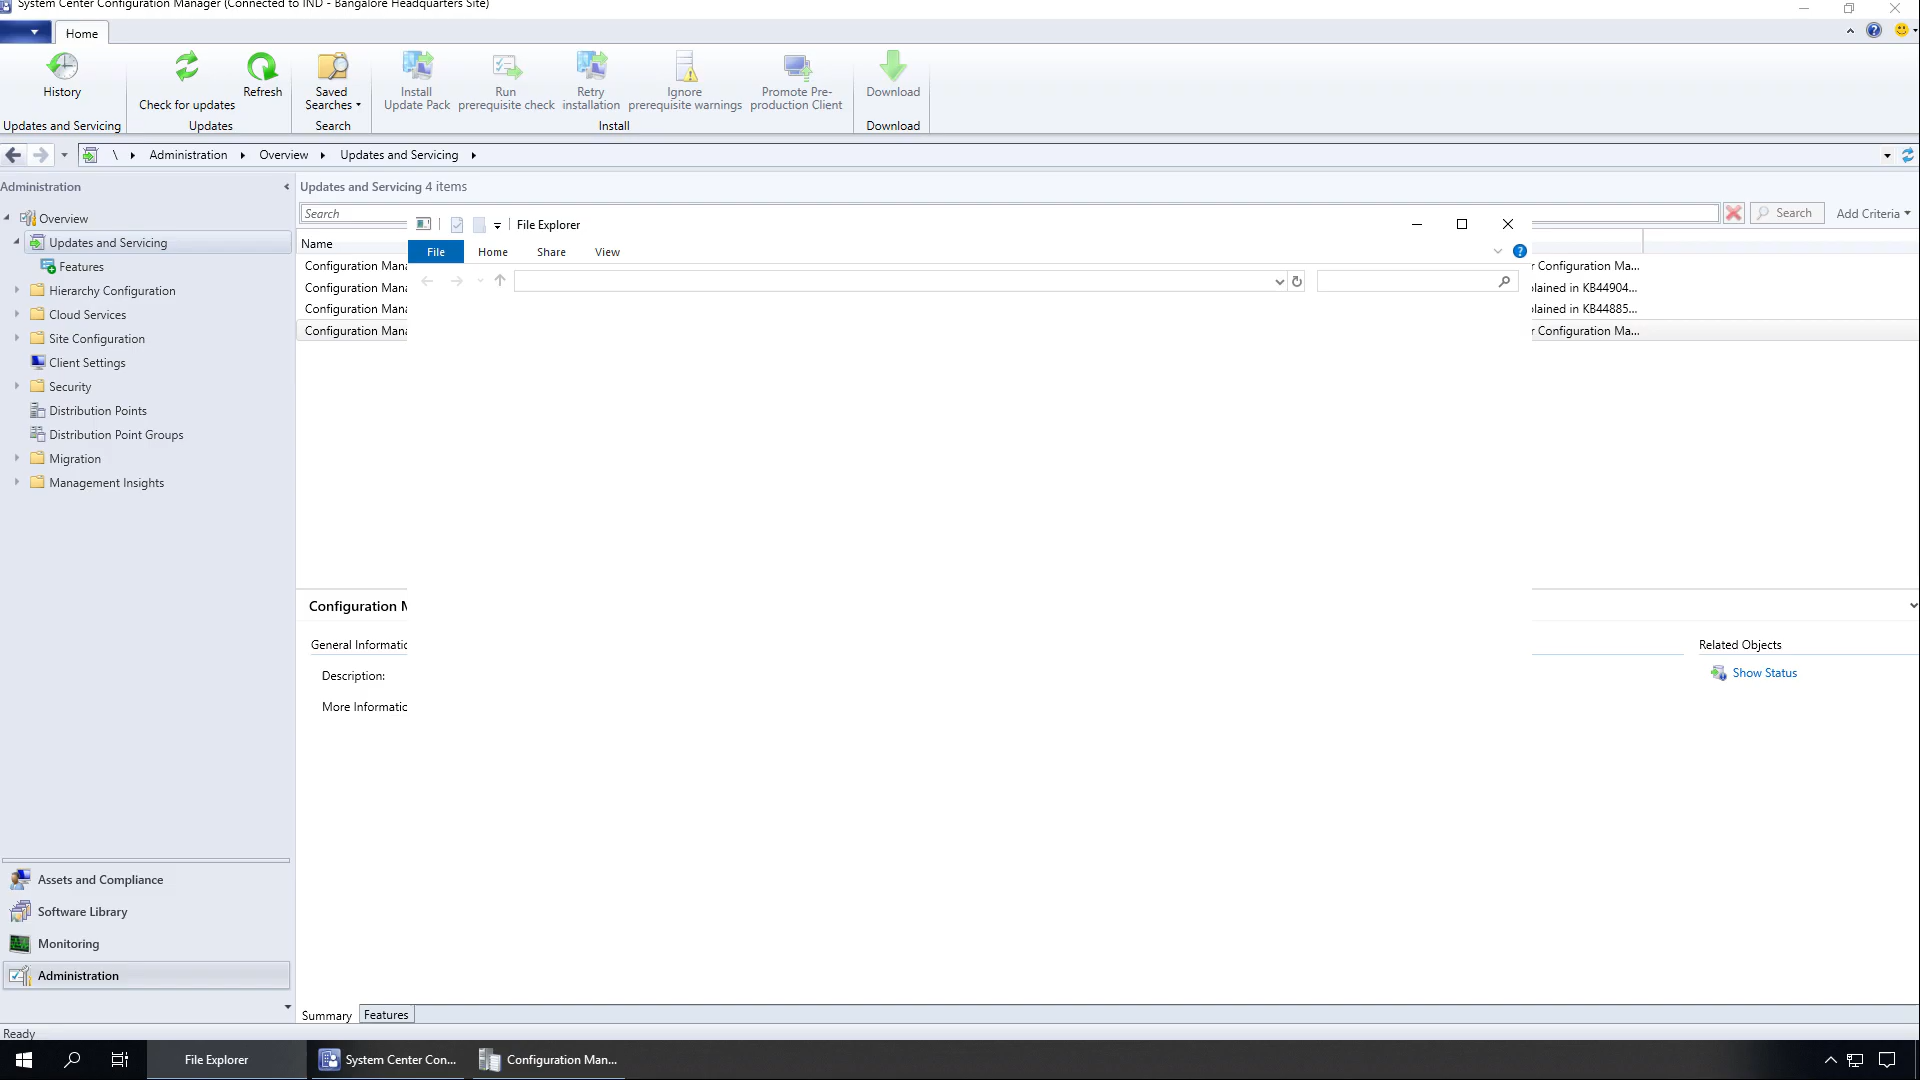 System Center Configuration Manager (Connected to IND - Bangalore Headquarters Site)
Home
History
Check for updates
Refresh
Saved
Searches
Install
Update Pack
Run
prerequisite check
Retry
installation
Ignore
prerequisite warnings
Promote Pre-
production Client
Download
Updates and Servicing
Updates
Search
Install
Download
\ Administration Overview Updates and Servicing
Administration
Updates and Servicing 4 items
Search
Search
Add Criteria
Overview
Updates and Servicing
Features
Hierarchy Configuration
Cloud Services
Site Configuration
Client Settings
Security
Distribution Points
Distribution Point Groups
Migration
Management Insights
Name
Configuration Mana
Configuration Mana
Configuration Mana
Configuration Mana
File Explorer
File
Home
Share
View
r Configuration Ma...
lained in KB44904...
lained in KB44885...
r Configuration Ma...
Configuration M
General Informatio
Description:
More Informatio
Related Objects
Show Status
Assets and Compliance
Software Library
Monitoring
Administration
Summary
Features
Ready
File Explorer
System Center Con...
Configuration Man...